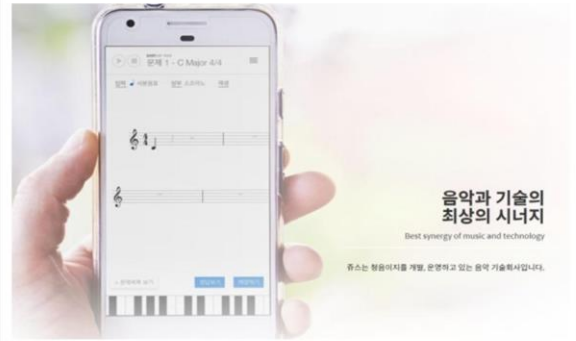 문제 1 - C Major 4/4
음악과 기술의
최상의 시너지
Best synergy of music and technology
쥬스는 청음이지를 개발, 운영하고 있는 음악 기술회사입니다.